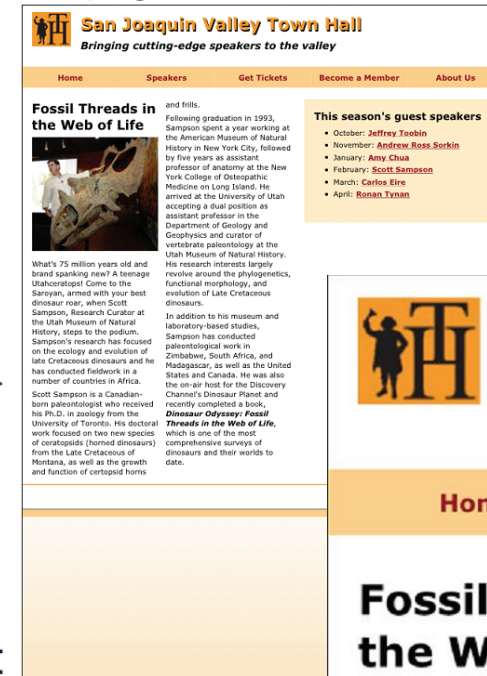 San Joaquin Valley Town Hall
Bringing cutting-edge speakers to the valley
Home Speakers Get Tickets Become a Member About Us
Fossil Threads in
the Web of Life
What's 75 million years old and
brand spanking new? A teenage
Utahceratops! Come to the
Saroyan, armed with your best
dinosaur roar, when Scott
Sampson, Research Curator at
the Utah Museum of Natural
History, steps to the podium.
Sampson's research has focused
on the ecology and evolution of
late Cretaceous dinosaurs and he
has conducted fieldwork in a
number of countries in Africa.
Scott Sampson is a Canadian-
born paleontologist who received
his Ph.D. in zoology from the
University of Toronto. His doctoral
work focused on two new species
of ceratopsids (horned dinosaurs)
from the Late Cretaceous of
Montana, as well as the growth
and function of certopsid horns
and frills.
Following graduation in 1993,
Sampson spent a year working at
the American Museum of Natural
History in New York City, followed
by five years as assistant
professor of anatomy at the New
York College of Osteopathic
Medicine on Long Island. He
arrived at the University of Utah
accepting a dual position as
assistant professor in the
Department of Geology and
Geophysics and curator of
vertebrate paleontology at the
Utah Museum of Natural History.
His research interests largely
revolve around the phylogenetics,
functional morphology, and
evolution of Late Cretaceous
dinosaurs.
In addition to his museum and
laboratory-based studies,
Sampson has conducted
paleontological work in
Zimbabwe, South Africa, and
Madagascar, as well as the United
States and Canada. He was also
the on-air host for the Discovery
Channel's Dinosaur Planet and
recently completed a book,
Dinosaur Odyssey: Fossil
Threads in the Web of Life,
which is one of the most
comprehensive surveys of
dinosaurs and their worlds to
date.
This season's guest speakers
October: Jeffrey Toobin
November: Andrew Ross Sorkin
January: Amy Chua
February: Scott Sampson
March: Carlos Eire
April: Ronan Tynan
TH
Hon
Fossil
the W